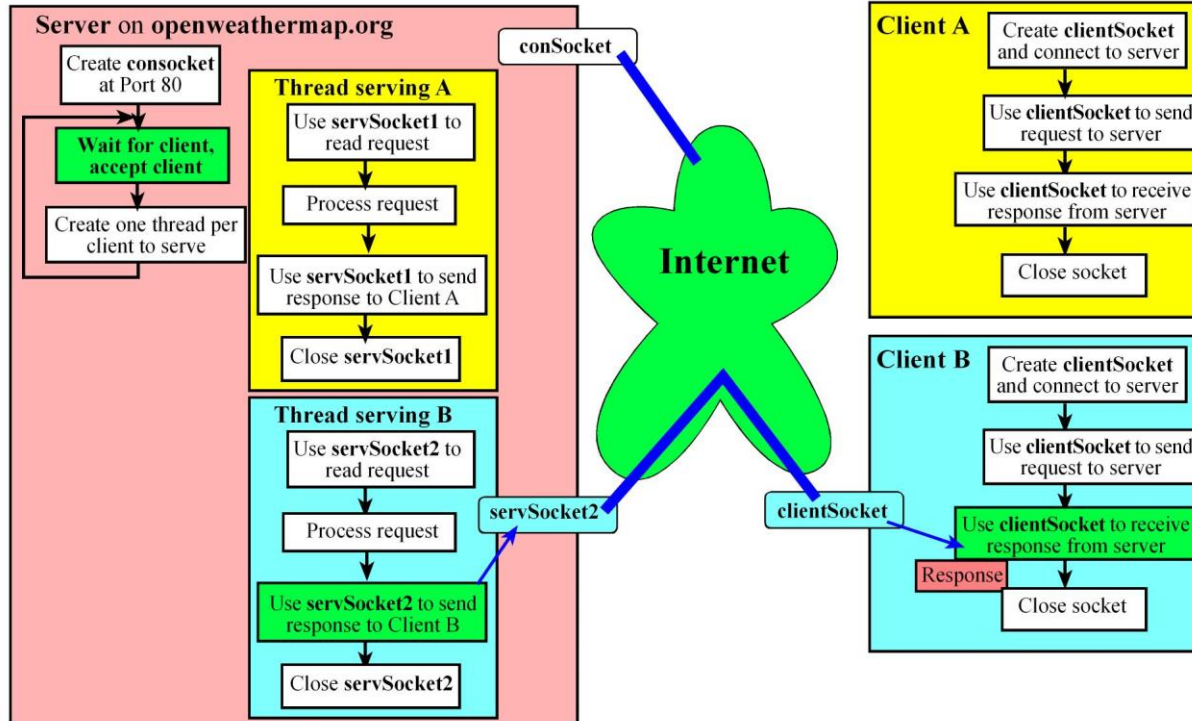 Server on openweathermap.org
Create consocket
at Port 80
Wait for client,
accept client
Create one thread per
client to serve
Thread serving A
Use servSocket1 to
read request
Process request
Use servSocket1 to send
response to Client A
Close servSocket1
Thread serving B
Use servSocket2 to
read request
Process request
Use servSocket2 to send
response to Client B
Close servSocket2
conSocket
Internet
servSocket2
clientSocket
Client A
Create clientSocket
and connect to server
Use clientSocket to send
request to server
Use clientSocket to receive
response from server
Close socket
Client B
Create clientSocket
and connect to server
Use clientSocket to send
request to server
Use clientSocket to receive
response from server
Response
Close socket